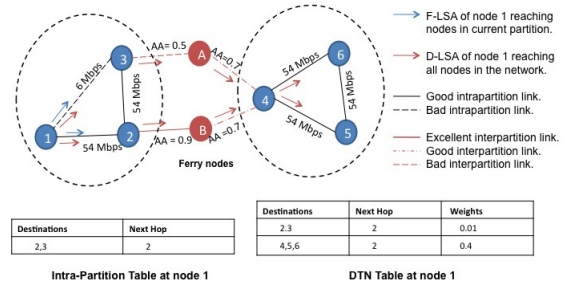 F-LSA of node 1 reaching
nodes in current partition.
D-LSA of node 1 reaching
all nodes in the network.
Good intrapartition link.
Bad intrapartition link.
Excellent interpartition link.
Good interpartition link.
Bad interpartition link.
AA= 0.5
A
AA=0.7
3
6
6 Mbps
54 Mbps
54 Mbps
54 Mbps
4
1
2
B
5
54 Mbps
AA = 0.9
AA=0.7
54 Mbps
Ferry nodes
Destinations
Next Hop
2,3
2
Intra-Partition Table at node 1
Destinations
Next Hop
Weights
2.3
2
0.01
4,5,6
2
0.4
DTN Table at node 1